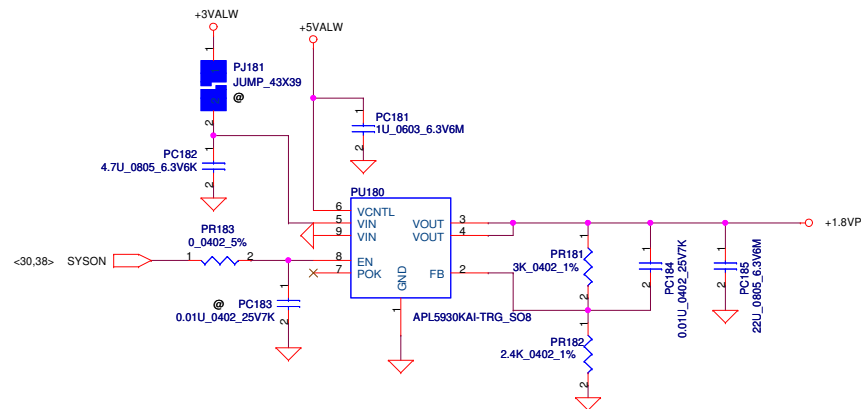 +3VALW
+5VALW
1
1
PJ181
JUMP_43X39
@
2
2
1
PC181
1U_0603_6.3V6M
2
1
PC182
4.7U_0805_6.3V6K
2
PU180
6 VCNTL
5 VIN
9 VIN
VOUT 3
VOUT 4
+1.8VP
8 EN
7 POK
FB 2
GND
1
APL5930KAI-TRG_SO8
PR183
0_0402_5%
<30,38> SYSON
1 2
@
PC183
0.01U_0402_25V7K
1
2
1
PR181
3K_0402_1%
2
1
PC184
0.01U_0402_25V7K
2
1
PC185
22U_0805_6.3V6M
2
1
PR182
2.4K_0402_1%
2